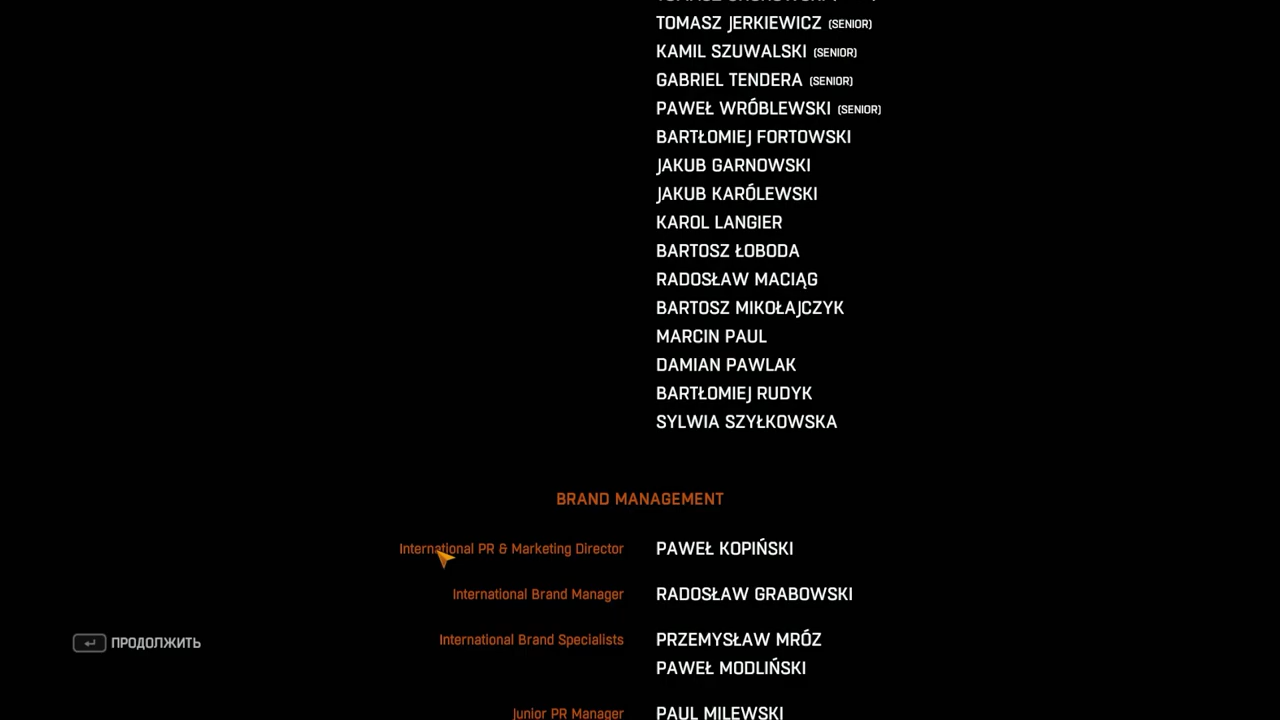 TOMASZ JERKIEWICZ (SENIOR)
KAMIL SZUWALSKI (SENIOR)
GABRIEL TENDERA (SENIOR)
PAWEŁ WRÓBLEWSKI (SENIOR)
BARTŁOMIEJ FORTOWSKI
JAKUB GARNOWSKI
JAKUB KARÓLEWSKI
KAROL LANGIER
BARTOSZ ŁOBODA
RADOSŁAW MACIĄG
BARTOSZ MIKOŁAJCZYK
MARCIN PAUL
DAMIAN PAWLAK
BARTŁOMIEJ RUDYK
SYLWIA SZYŁKOWSKA
BRAND MANAGEMENT
International PR & Marketing Director PAWEŁ KOPIŃSKI
International Brand Manager RADOSŁAW GRABOWSKI
International Brand Specialists PRZEMYSŁAW MRÓZ
PAWEŁ MODLIŃSKI
ПРОДОЛЖИТЬ
Junior PR Manager PAUL MILEWSKI